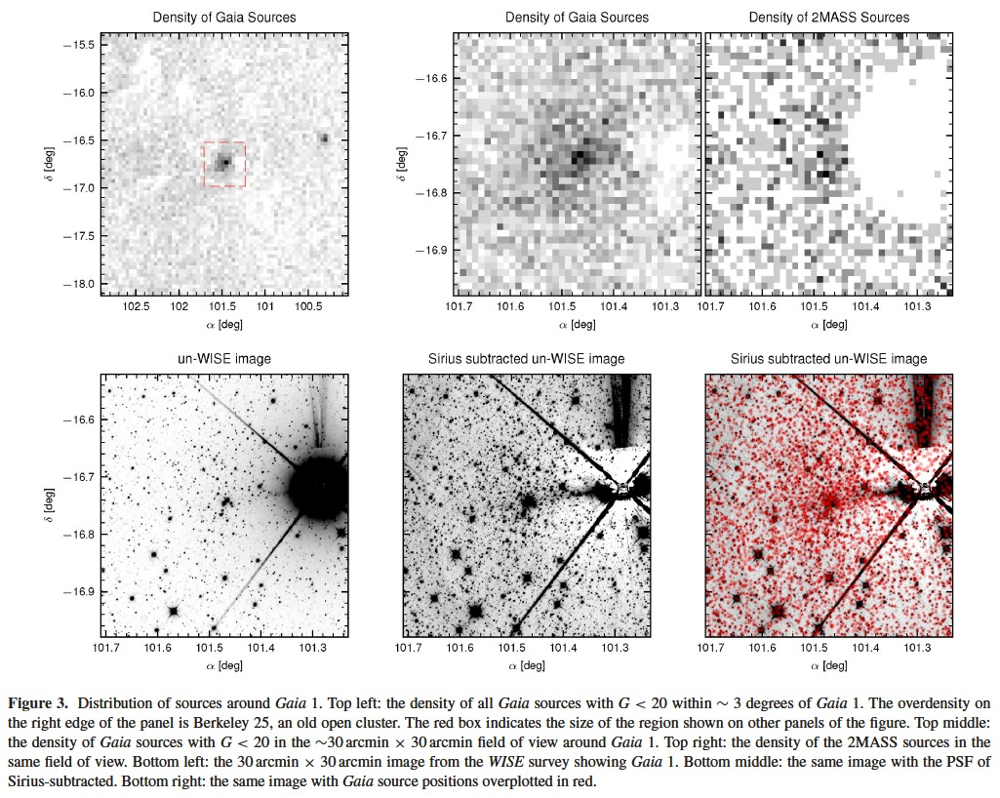 Density of Gaia Sources
Density of Gaia Sources
Density of 2MASS Sources
−15.5
−16.0
−16.5
−17.0
−17.5
−18.0
δ [deg]
102.5 102 101.5 101 100.5
α [deg]
−16.6
−16.7
−16.8
−16.9
δ [deg]
101.7 101.6 101.5 101.4 101.3
α [deg]
101.7 101.6 101.5 101.4 101.3
α [deg]
un-WISE image
Sirius subtracted un-WISE image
Sirius subtracted un-WISE image
−16.6
−16.7
−16.8
−16.9
δ [deg]
101.7 101.6 101.5 101.4 101.3
α [deg]
101.7 101.6 101.5 101.4 101.3
α [deg]
101.7 101.6 101.5 101.4 101.3
α [deg]
Figure 3. Distribution of sources around Gaia 1. Top left: the density of all Gaia sources with G < 20 within ∼ 3 degrees of Gaia 1. The overdensity on
the right edge of the panel is Berkeley 25, an old open cluster. The red box indicates the size of the region shown on other panels of the figure. Top middle:
the density of Gaia sources with G < 20 in the ∼30 arcmin × 30 arcmin field of view around Gaia 1. Top right: the density of the 2MASS sources in the
same field of view. Bottom left: the 30 arcmin × 30 arcmin image from the WISE survey showing Gaia 1. Bottom middle: the same image with the PSF of
Sirius-subtracted. Bottom right: the same image with Gaia source positions overplotted in red.